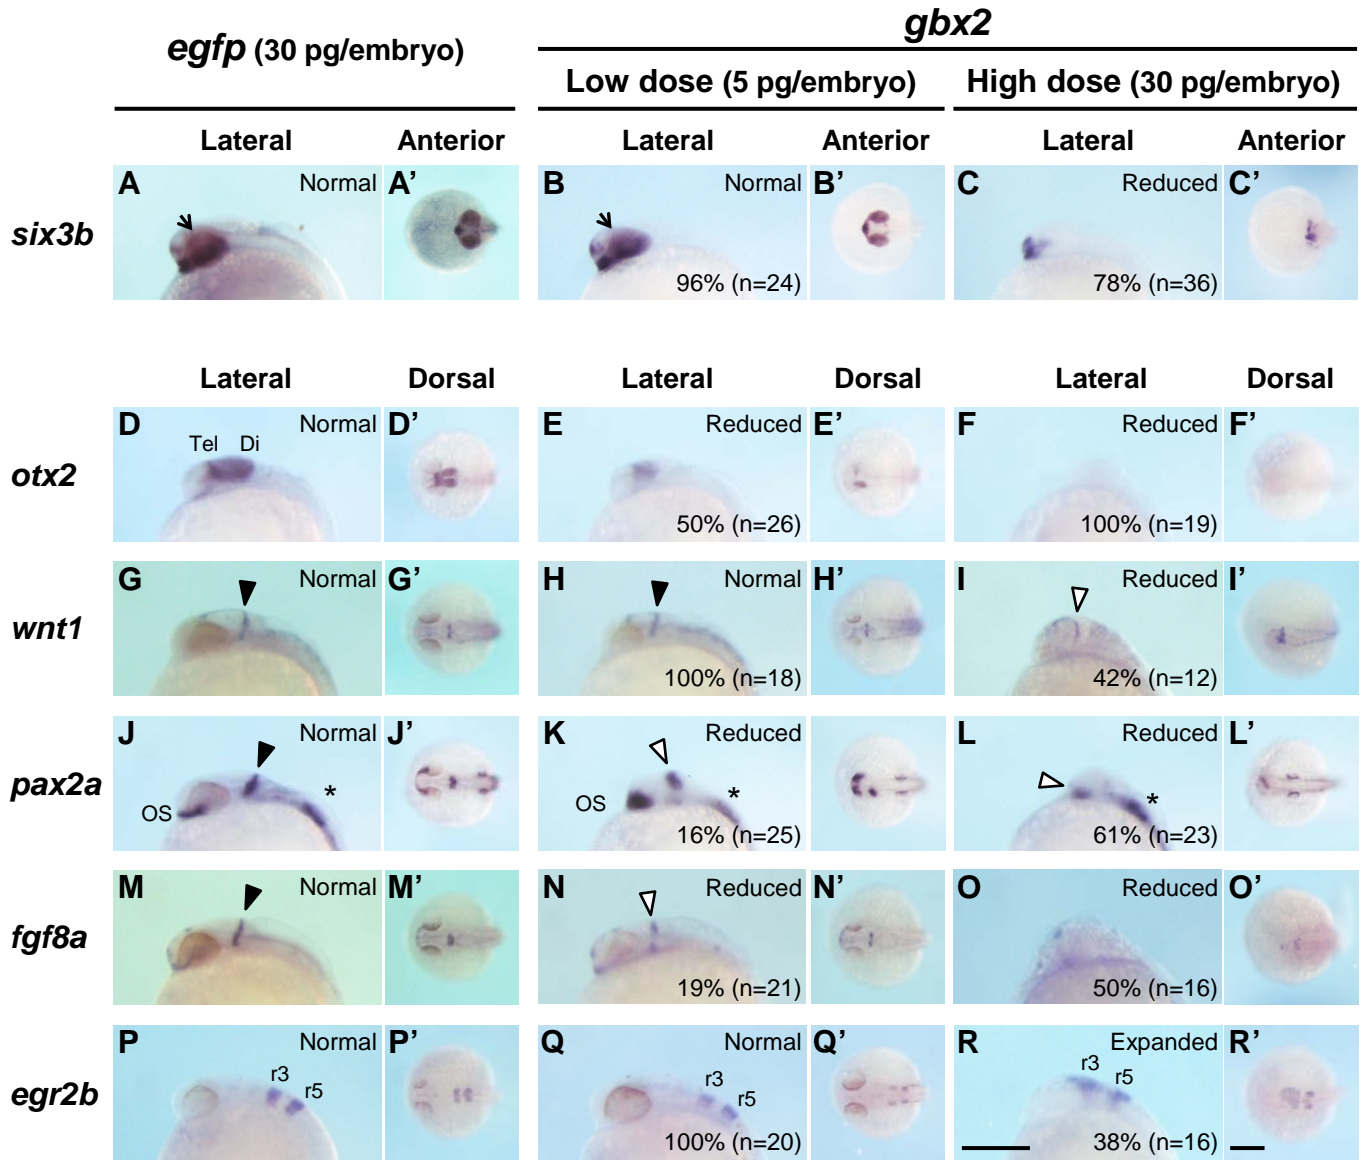 egfp (30 pg/embryo)
gbx2
Low dose (5 pg/embryo)
High dose (30 pg/embryo)
Lateral Anterior Lateral Anterior Lateral Anterior
six3b
A Normal A’ B Normal B’ C Reduced C’
96% (n=24) 78% (n=36)
Lateral Dorsal Lateral Dorsal Lateral Dorsal
otx2
D Normal D’ E Reduced E’ F Reduced F’
Tel Di
50% (n=26) 100% (n=19)
wnt1
G Normal G’ H Normal H’ I Reduced I’
100% (n=18) 42% (n=12)
pax2a
J Normal J’ K Reduced L Reduced L’
* * *
OS OS
16% (n=25) 61% (n=23)
fgf8a
M Normal M’ N Reduced N’ O Reduced O’
19% (n=21) 50% (n=16)
egr2b
P Normal P’ Q Normal Q’ R Expanded R’
r3 r5 r3 r5 r3 r5
100% (n=20) 38% (n=16)